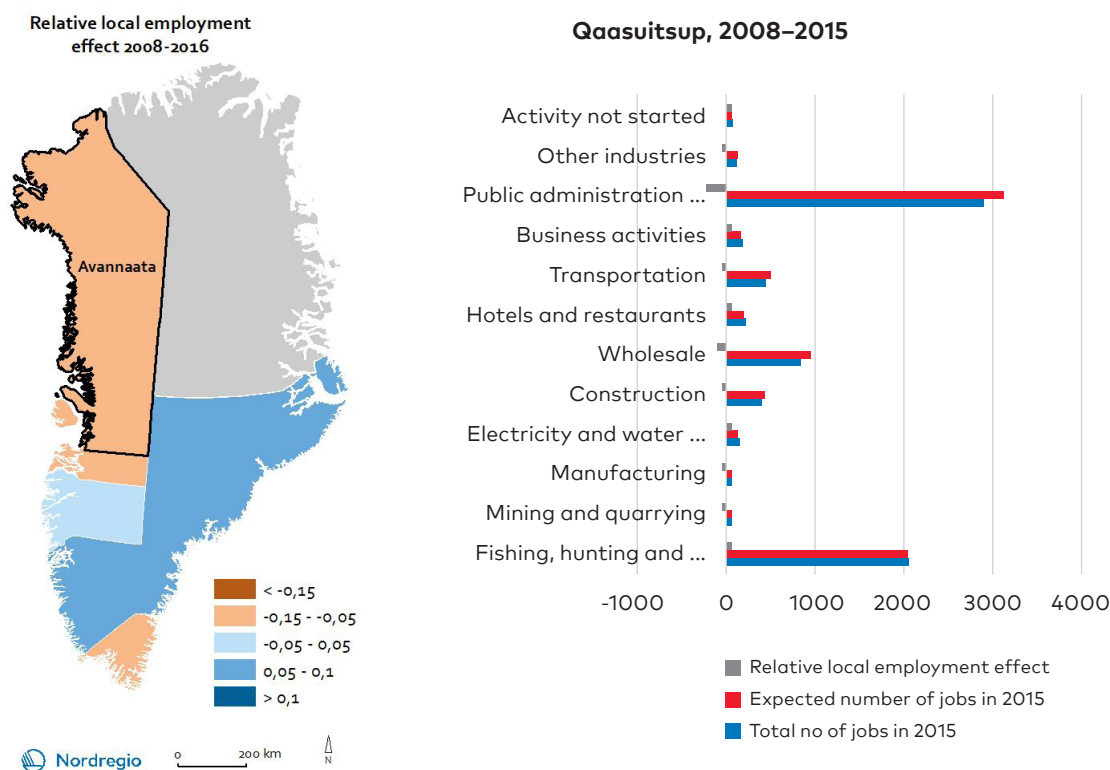 Relative local employment
effect 2008-2016
Avannaata
< -0,15
-0,15 - -0,05
-0,05 - 0,05
0,05 - 0,1
> 0,1
Nordregio
0 200 km
N
Qaasuitsup, 2008–2015
Activity not started
Other industries
Public administration ...
Business activities
Transportation
Hotels and restaurants
Wholesale
Construction
Electricity and water ...
Manufacturing
Mining and quarrying
Fishing, hunting and ...
-1000 0 1000 2000 3000 4000
Relative local employment effect
Expected number of jobs in 2015
Total no of jobs in 2015